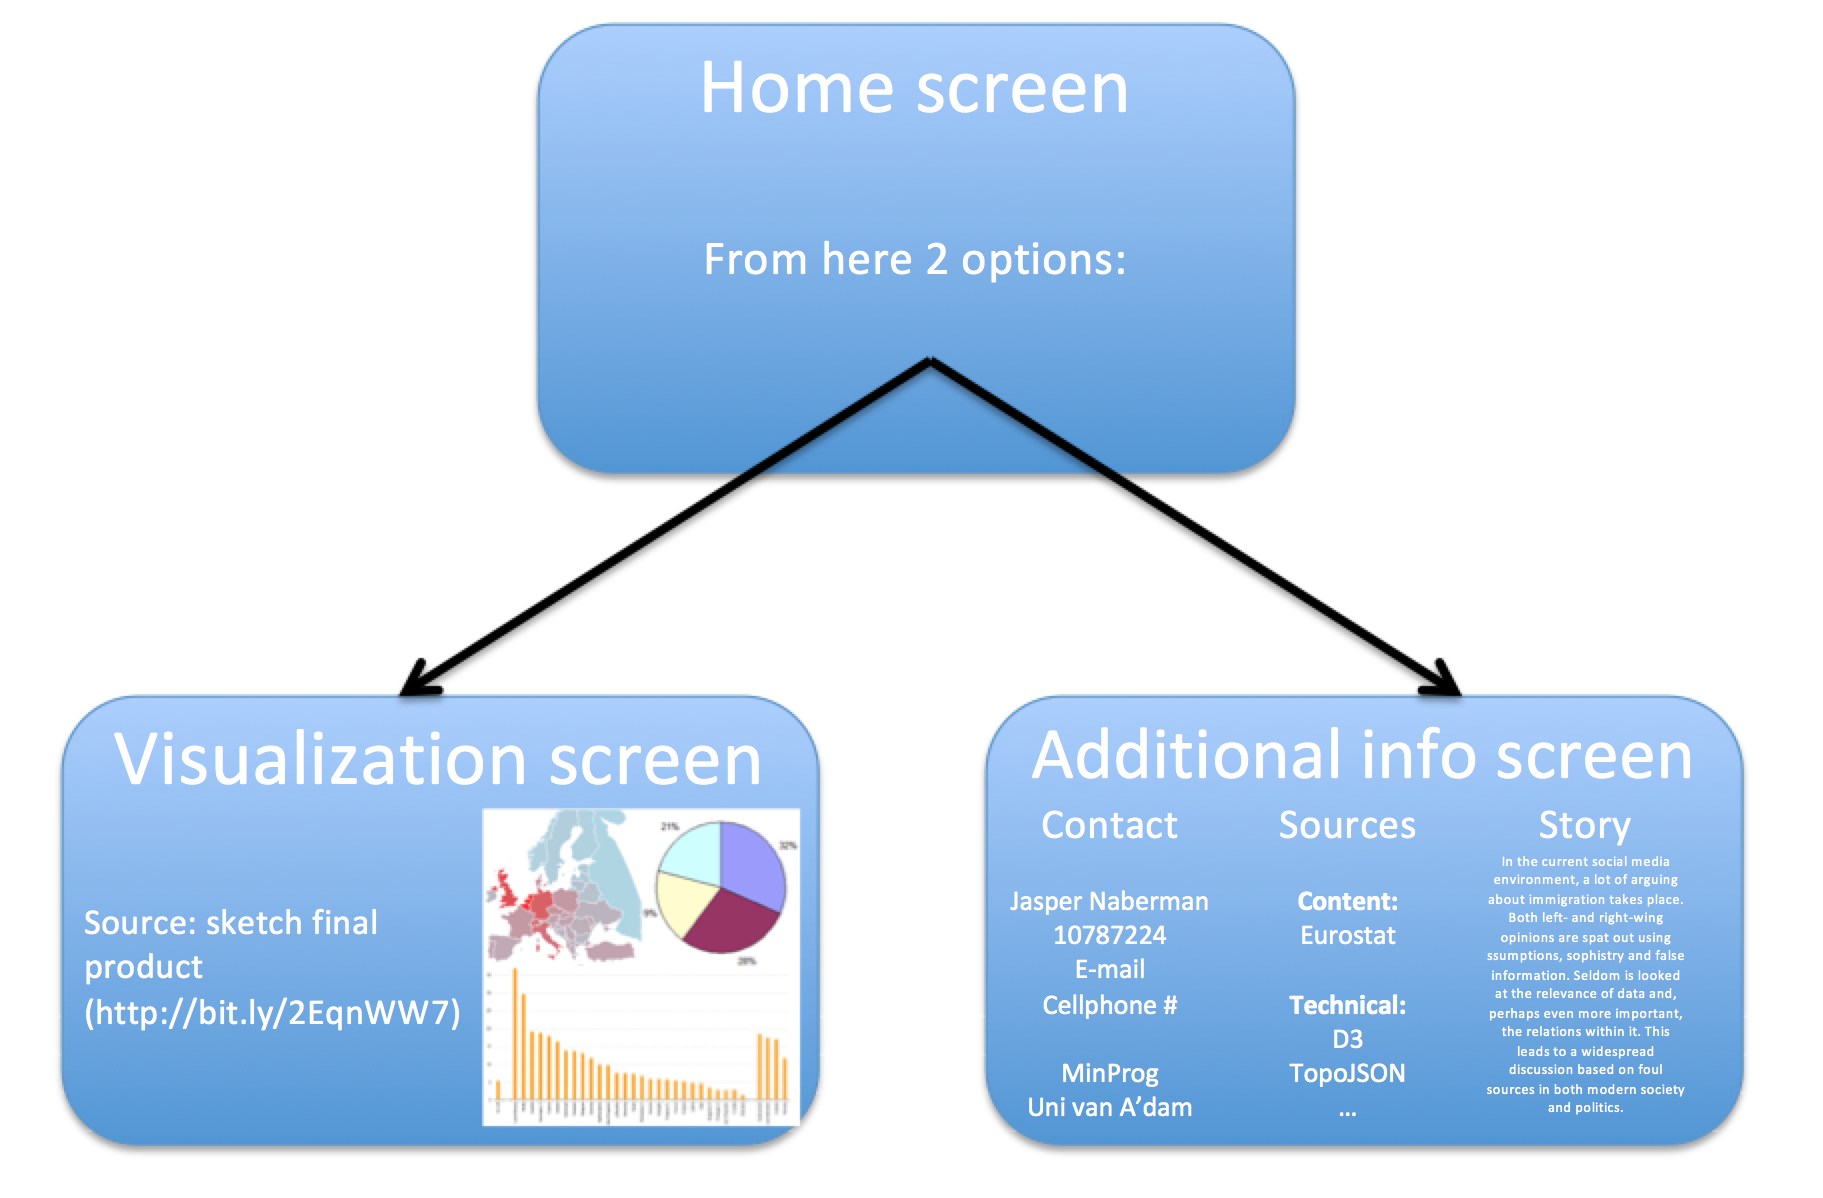 Home screen
From here 2 options:
Visualization screen
Source: sketch final
product
(http://bit.ly/2EqnWW7)
21%
32%
9%
28%
Additional info screen
Contact
Jasper Naberman
10787224
E-mail
Cellphone #
MinProg
Uni van A’dam
Sources
Content:
Eurostat
Technical:
D3
TopoJSON
...
Story
In the current social media
environment, a lot of arguing
about immigration takes place.
Both left- and right-wing
opinions are spat out using
ssumptions, sophistry and false
information. Seldom is looked
at the relevance of data and,
perhaps even more important,
the relations within it. This
leads to a widespread
discussion based on foul
sources in both modern society
and politics.